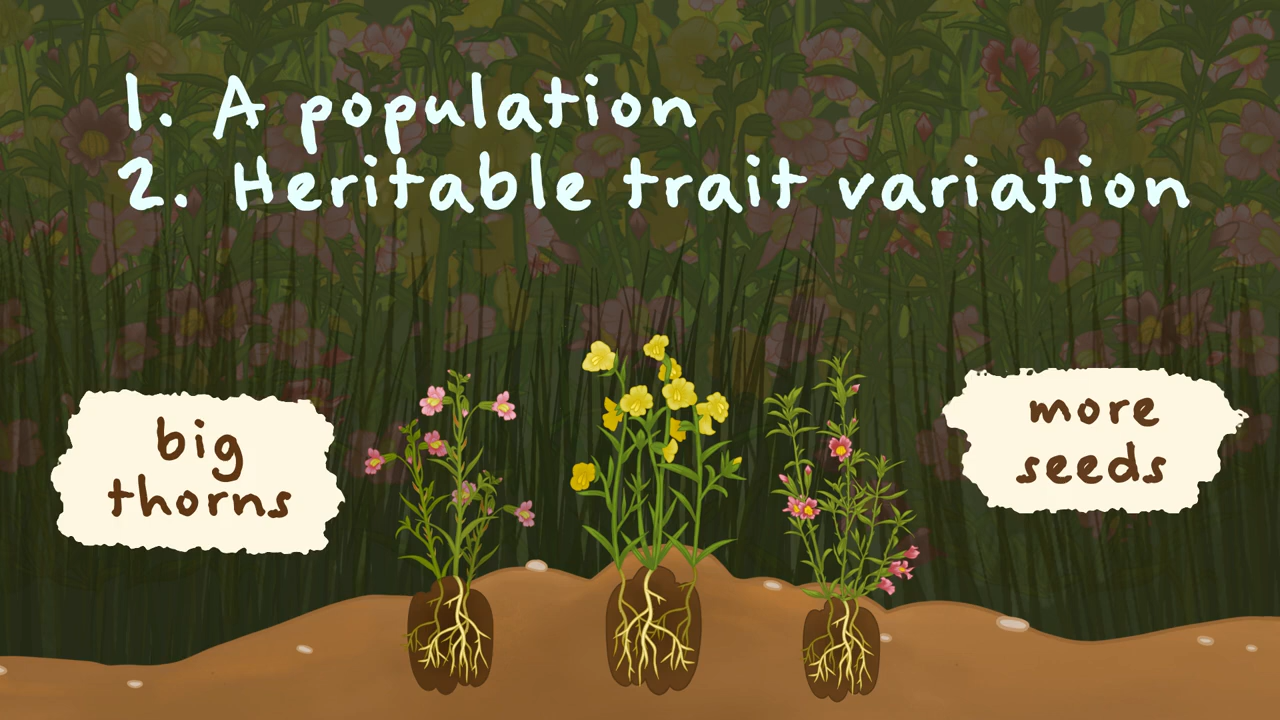 1. A population
2. Heritable trait variation
big
thorns
more
seeds